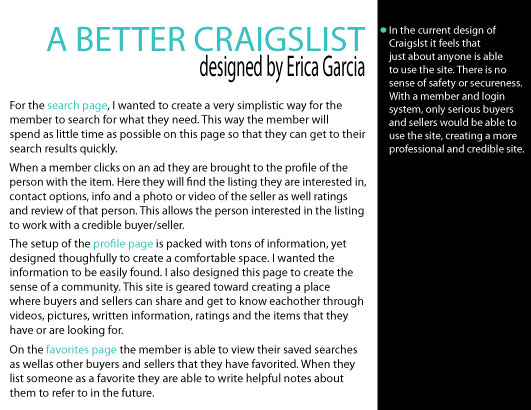 A BETTER CRAIGSLIST
designed by Erica Garcia
For the search page, I wanted to create a very simplistic way for the
member to search for what they need. This way the member will
spend as little time as possible on this page so that they can get to their
search results quickly.
When a member clicks on an ad they are brought to the profile of the
person with the item. Here they will find the listing they are interested in,
contact options, info and a photo or video of the seller as well ratings
and review of that person. This allows the person interested in the listing
to work with a credible buyer/seller.
The setup of the profile page is packed with tons of information, yet
designed thoughfully to create a comfortable space. I wanted the
information to be easily found. I also designed this page to create the
sense of a community. This site is geared toward creating a place
where buyers and sellers can share and get to know eachother through
videos, pictures, written information, ratings and the items that they
have or are looking for.
On the favorites page the member is able to view their saved searches
as wellas other buyers and sellers that they have favorited. When they
list someone as a favorite they are able to write helpful notes about
them to refer to in the future.
In the current design of
Craigslst it feels that
just about anyone is able
to use the site. There is no
sense of safety or secureness.
With a member and login
system, only serious buyers
and sellers would be able to
use the site, creating a more
professional and credible site.